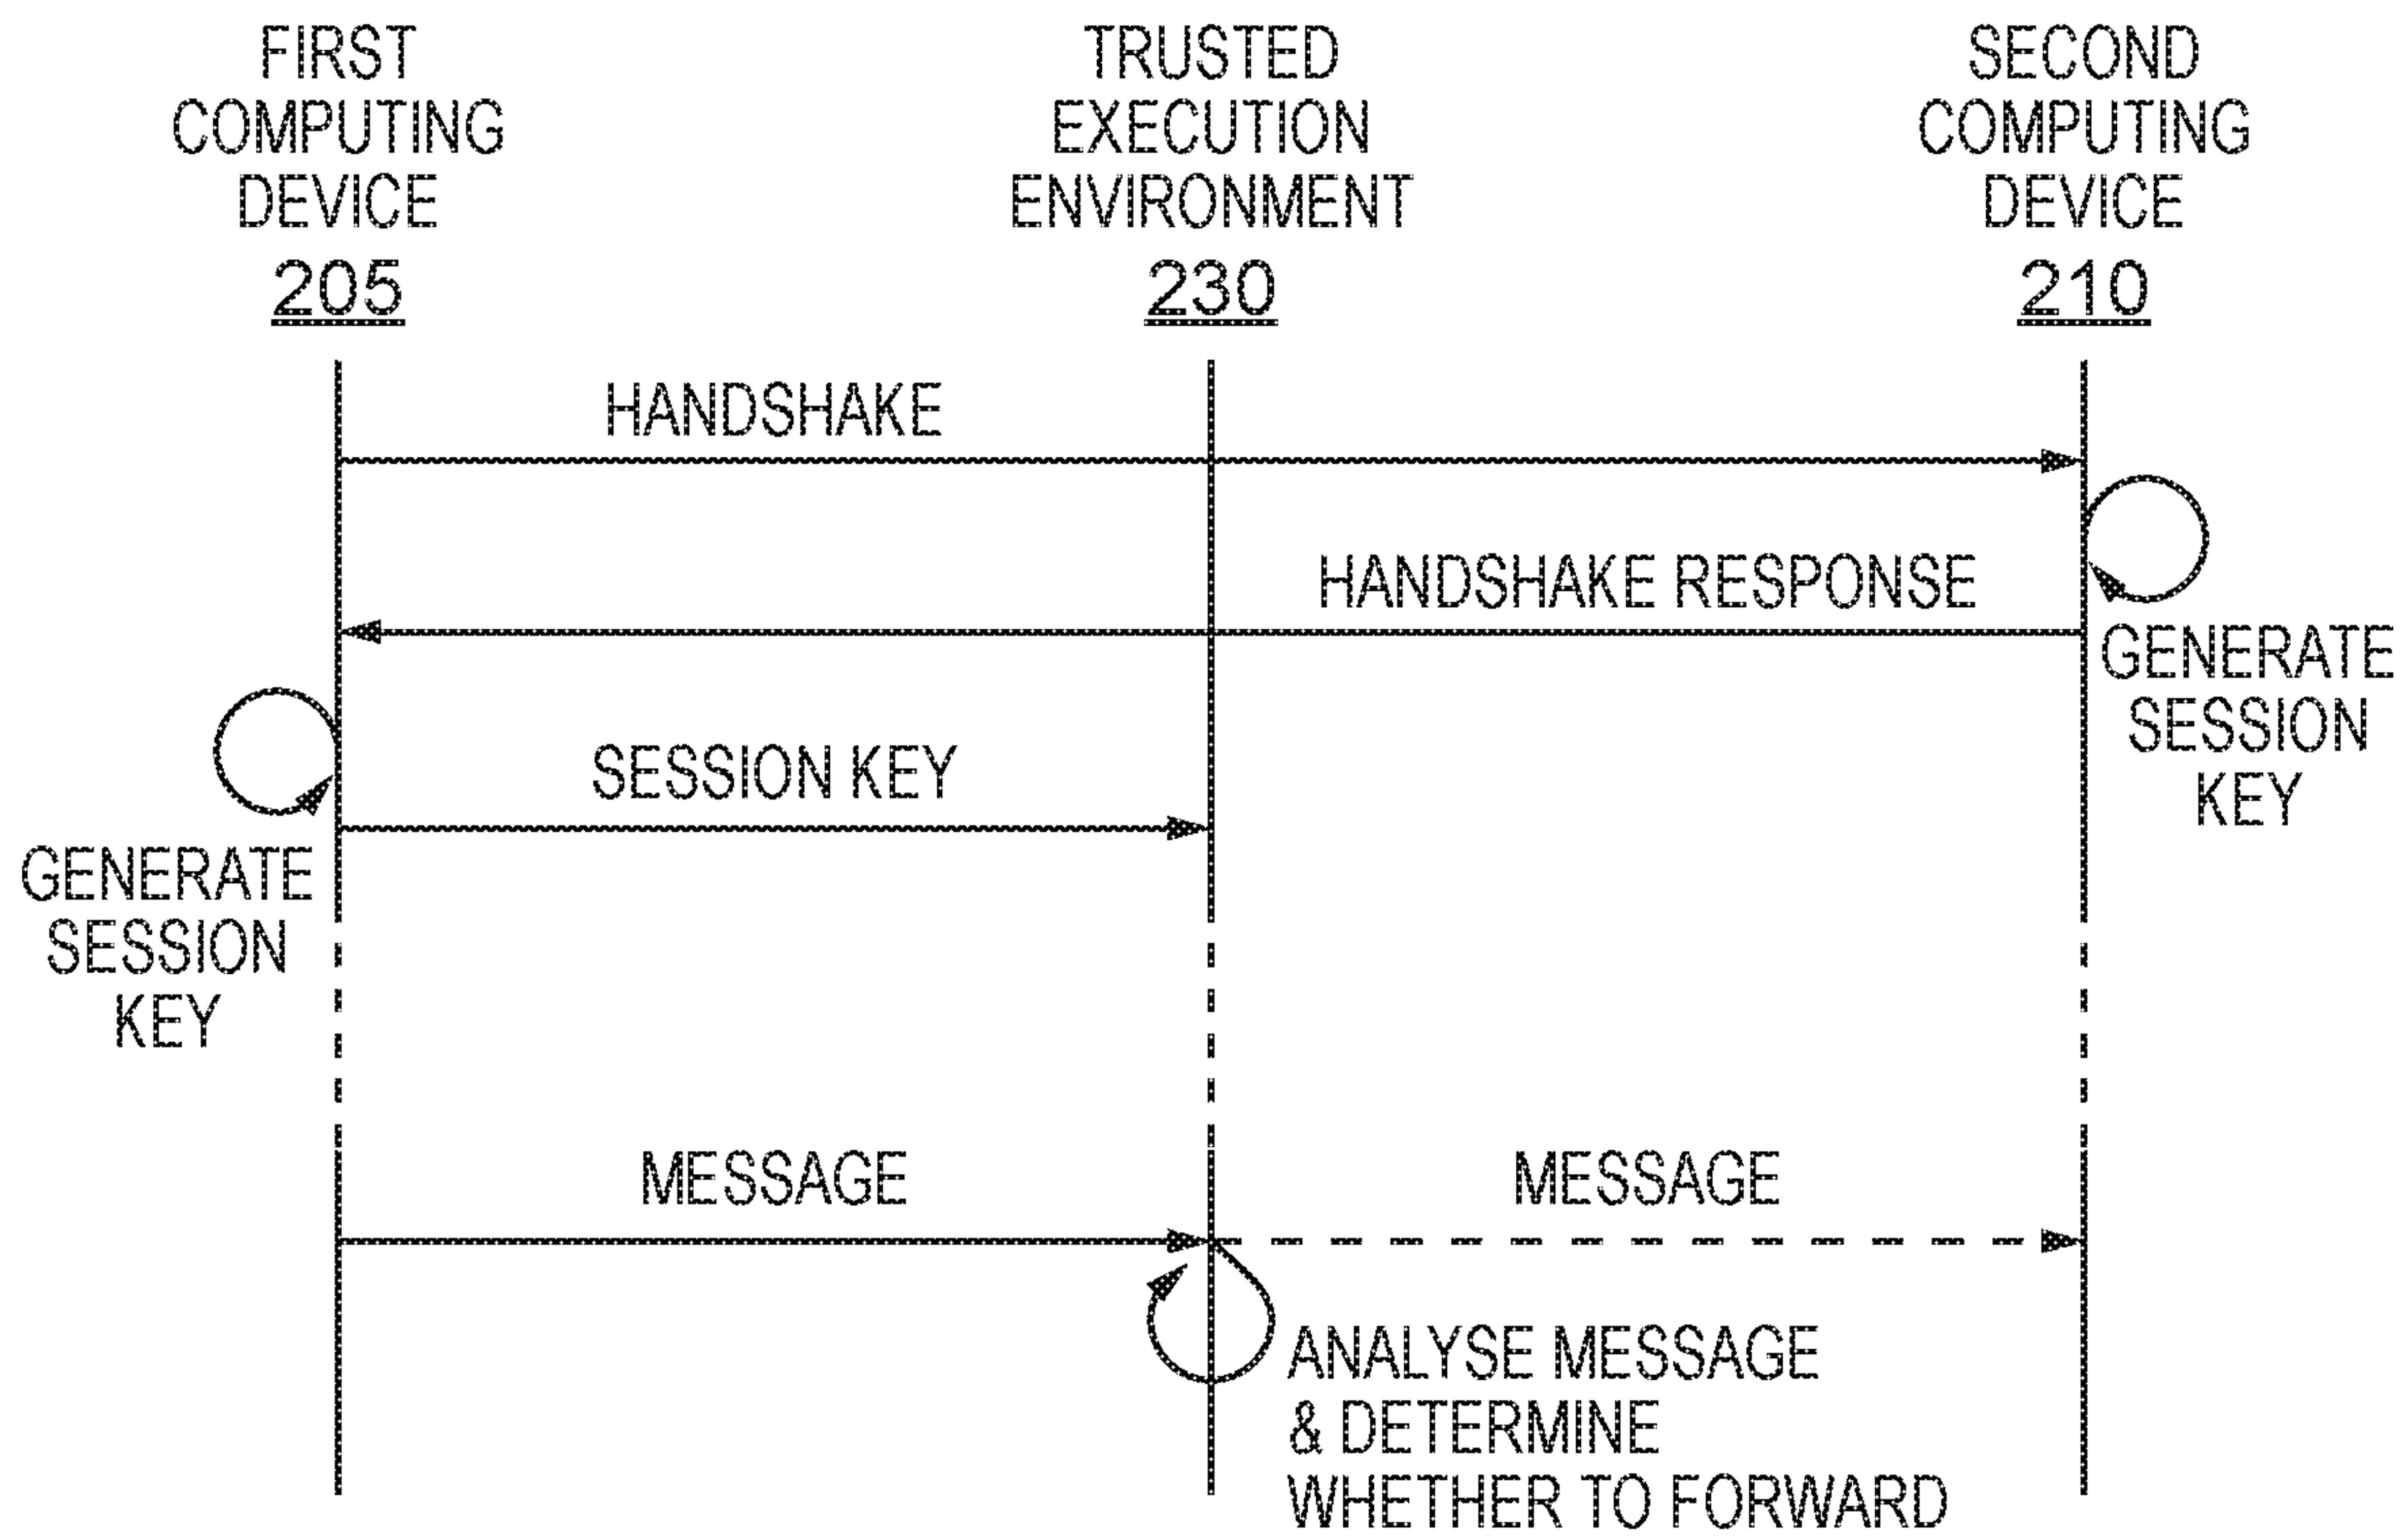 FIRST
COMPUTING
DEVICE
205
TRUSTED
EXECUTION
ENVIRONMENT
230
SECOND
COMPUTING
DEVICE
210
HANDSHAKE
HANDSHAKE RESPONSE
GENERATE
SESSION
KEY
SESSION KEY
GENERATE
SESSION
KEY
MESSAGE
MESSAGE
ANALYSE MESSAGE
& DETERMINE
WHETHER TO FORWARD